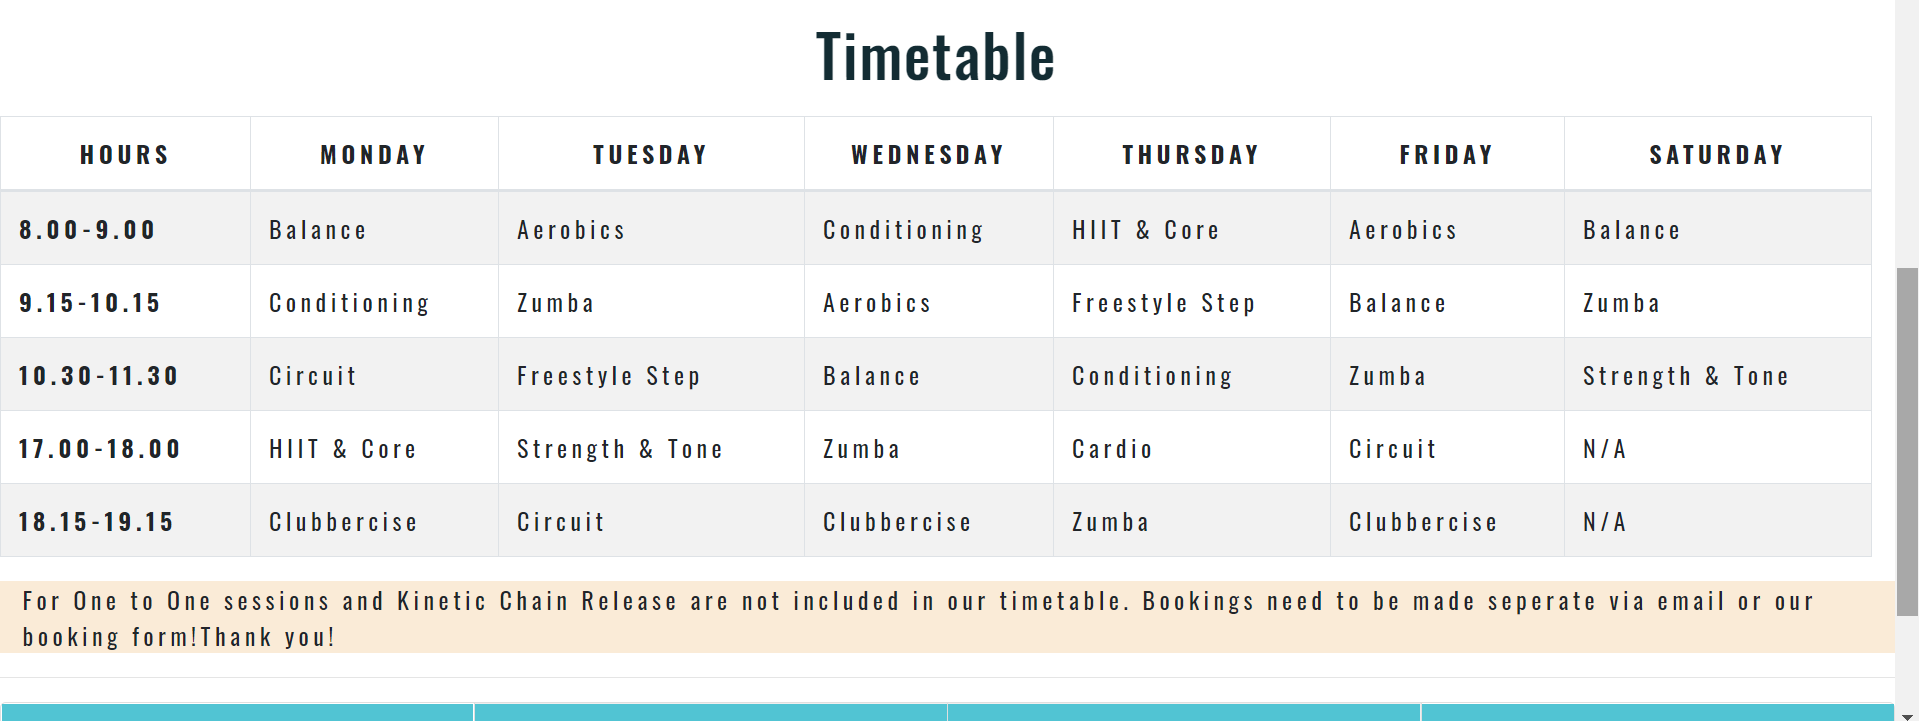 Timetable
HOURS MONDAY TUESDAY WEDNESDAY THURSDAY FRIDAY SATURDAY
8.00-9.00 Balance Aerobics Conditioning HIIT & Core Aerobics Balance
9.15-10.15 Conditioning Zumba Aerobics Freestyle Step Balance Zumba
10.30-11.30 Circuit Freestyle Step Balance Conditioning Zumba Strength & Tone
17.00-18.00 HIIT & Core Strength & Tone Zumba Cardio Circuit N/A
18.15-19.15 Clubbercise Circuit Clubbercise Zumba Clubbercise N/A
For One to One sessions and Kinetic Chain Release are not included in our timetable. Bookings need to be made seperate via email or our
booking form!Thank you!